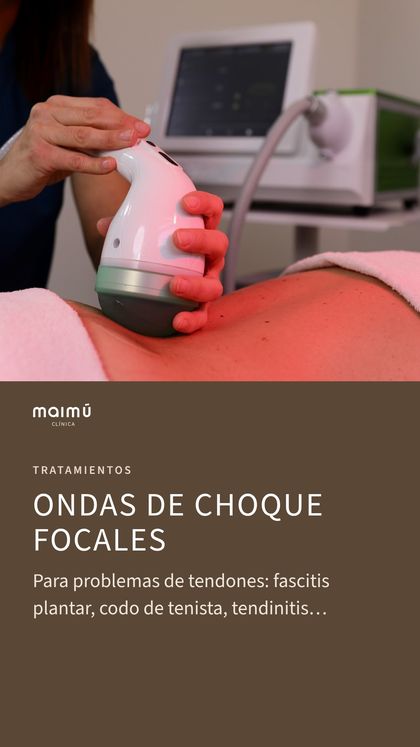 maimū
CLÍNICA
TRATAMIENTOS
ONDAS DE CHOQUE
FOCALES
Para problemas de tendones: fascitis
plantar, codo de tenista, tendinitis...